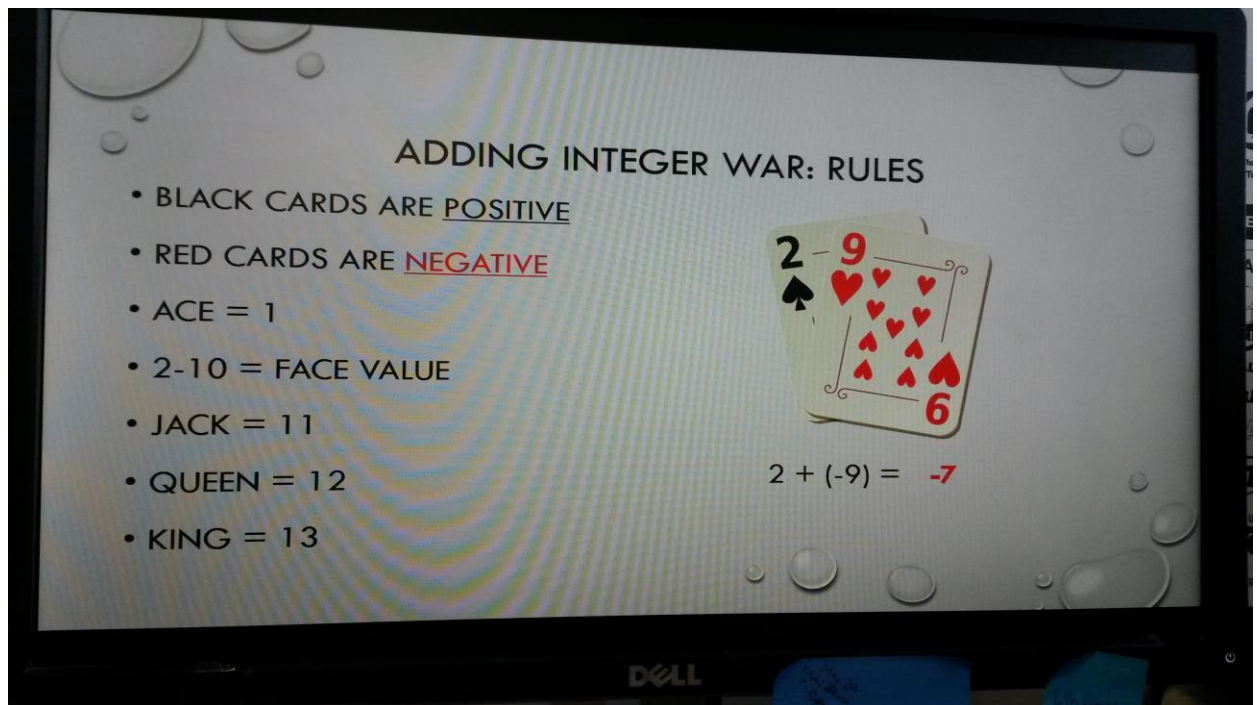 ADDING INTEGER WAR: RULES
• BLACK CARDS ARE POSITIVE
• RED CARDS ARE NEGATIVE
• ACE = 1
• 2-10 = FACE VALUE
• JACK = 11
• QUEEN = 12
• KING = 13
2 9
9
2 + (-9) = -7
DELL